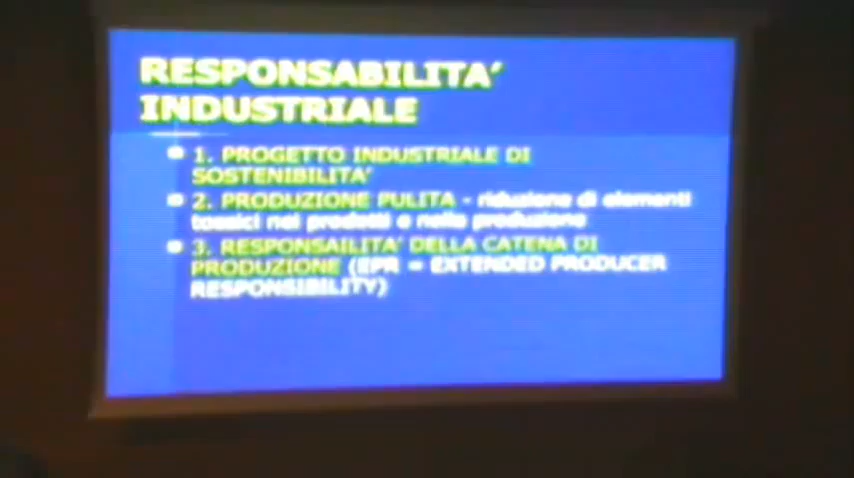 RESPONSABILITA'
INDUSTRIALE
1. PROGETTO INDUSTRIALE DI
SOSTENIBILITA'
2. PRODUZIONE PULITA - riduzione di elementi
tossici nei prodotti e nella produzione
3. RESPONSAILITA' DELLA CATENA DI
PRODUZIONE (EPR = EXTENDED PRODUCER
RESPONSIBILITY)